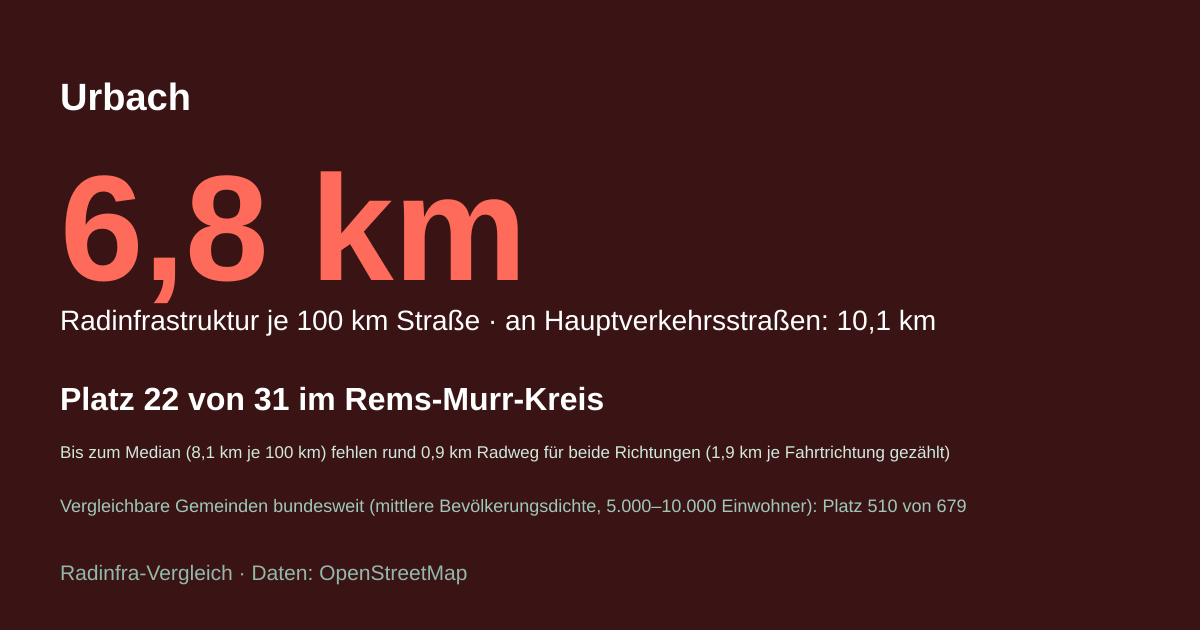 Urbach
6,8 km
Radinfrastruktur je 100 km Straße · an Hauptverkehrsstraßen: 10,1 km
Platz 22 von 31 im Rems-Murr-Kreis
Bis zum Median (8,1 km je 100 km) fehlen rund 0,9 km Radweg für beide Richtungen (1,9 km je Fahrtrichtung gezählt)
Vergleichbare Gemeinden bundesweit (mittlere Bevölkerungsdichte, 5.000–10.000 Einwohner): Platz 510 von 679
Radinfra-Vergleich · Daten: OpenStreetMap